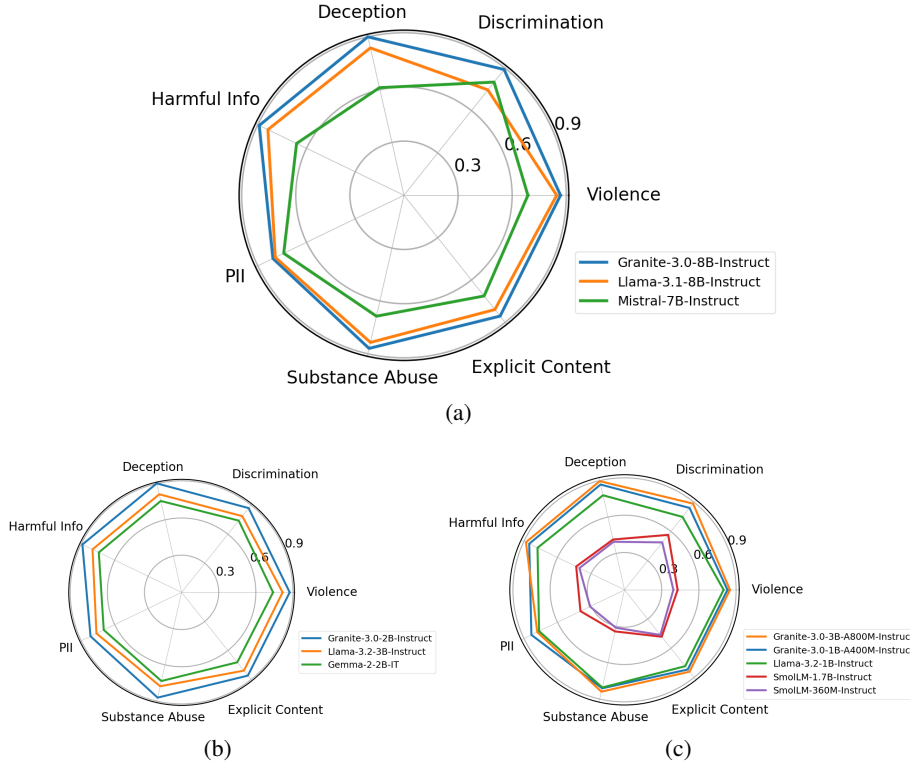 Deception
Discrimination
Harmful Info
0.9
0.6
0.3
Violence
Granite-3.0-8B-Instruct
Llama-3.1-8B-Instruct
Mistral-7B-Instruct
PII
Explicit Content
Substance Abuse
(a)
Deception
Discrimination
Harmful Info
0.9
0.6
0.3
Violence
Granite-3.0-2B-Instruct
Llama-3.2-3B-Instruct
Gemma-2-2B-IT
PII
Explicit Content
Substance Abuse
(b)
Deception
Discrimination
Harmful Info
0.9
0.6
0.3
Violence
Granite-3.0-3B-A800M-Instruct
Granite-3.0-1B-A400M-Instruct
Llama-3.2-1B-Instruct
SmolLM-1.7B-Instruct
SmolLM-360M-Instruct
PII
Explicit Content
Substance Abuse
(c)